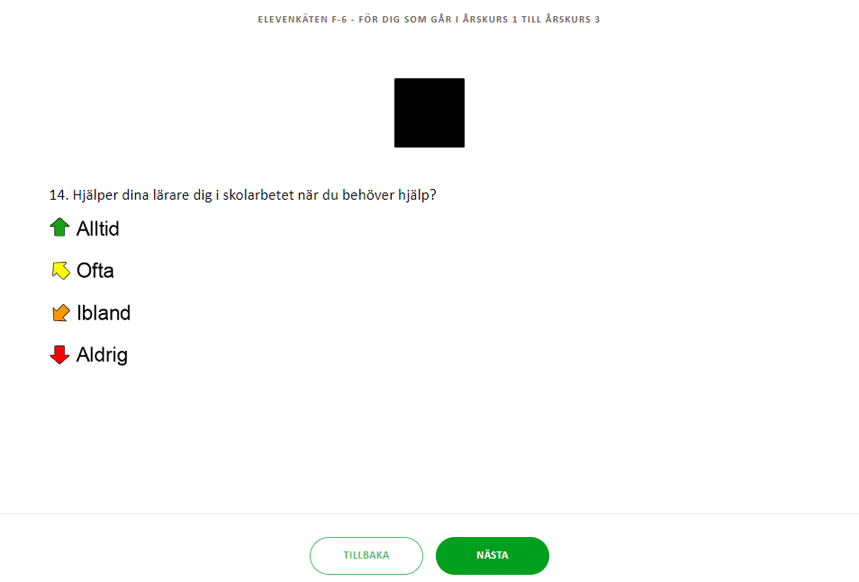 ELEVENKÄTEN F-6 - FÖR DIG SOM GÅR I ÅRSKURS 1 TILL ÅRSKURS 3
14. Hjälper dina lärare dig i skolarbetet när du behöver hjälp?
Alltid
Ofta
Ibland
Aldrig
TILLBAKA
NÄSTA